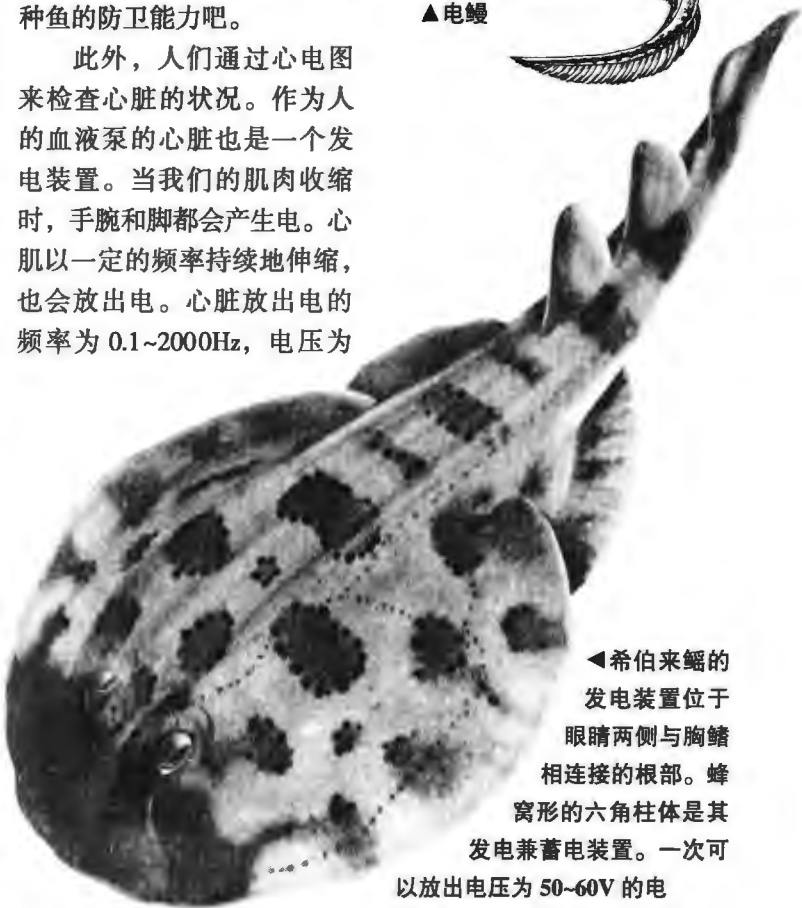 种鱼的防卫能力吧。
此外，人们通过心电图
来检查心脏的状况。作为人
的血液泵的心脏也是一个发
电装置。当我们的肌肉收缩
时，手腕和脚都会产生电。心
肌以一定的频率持续地伸缩，
也会放出电。心脏放出电的
频率为 0.1~2000Hz，电压为
▲电鳗
◀希伯来鳐的
发电装置位于
眼睛两侧与胸鳍
相连接的根部。蜂
窝形的六角柱体是其
发电兼蓄电装置。一次可
以放出电压为 50~60V 的电